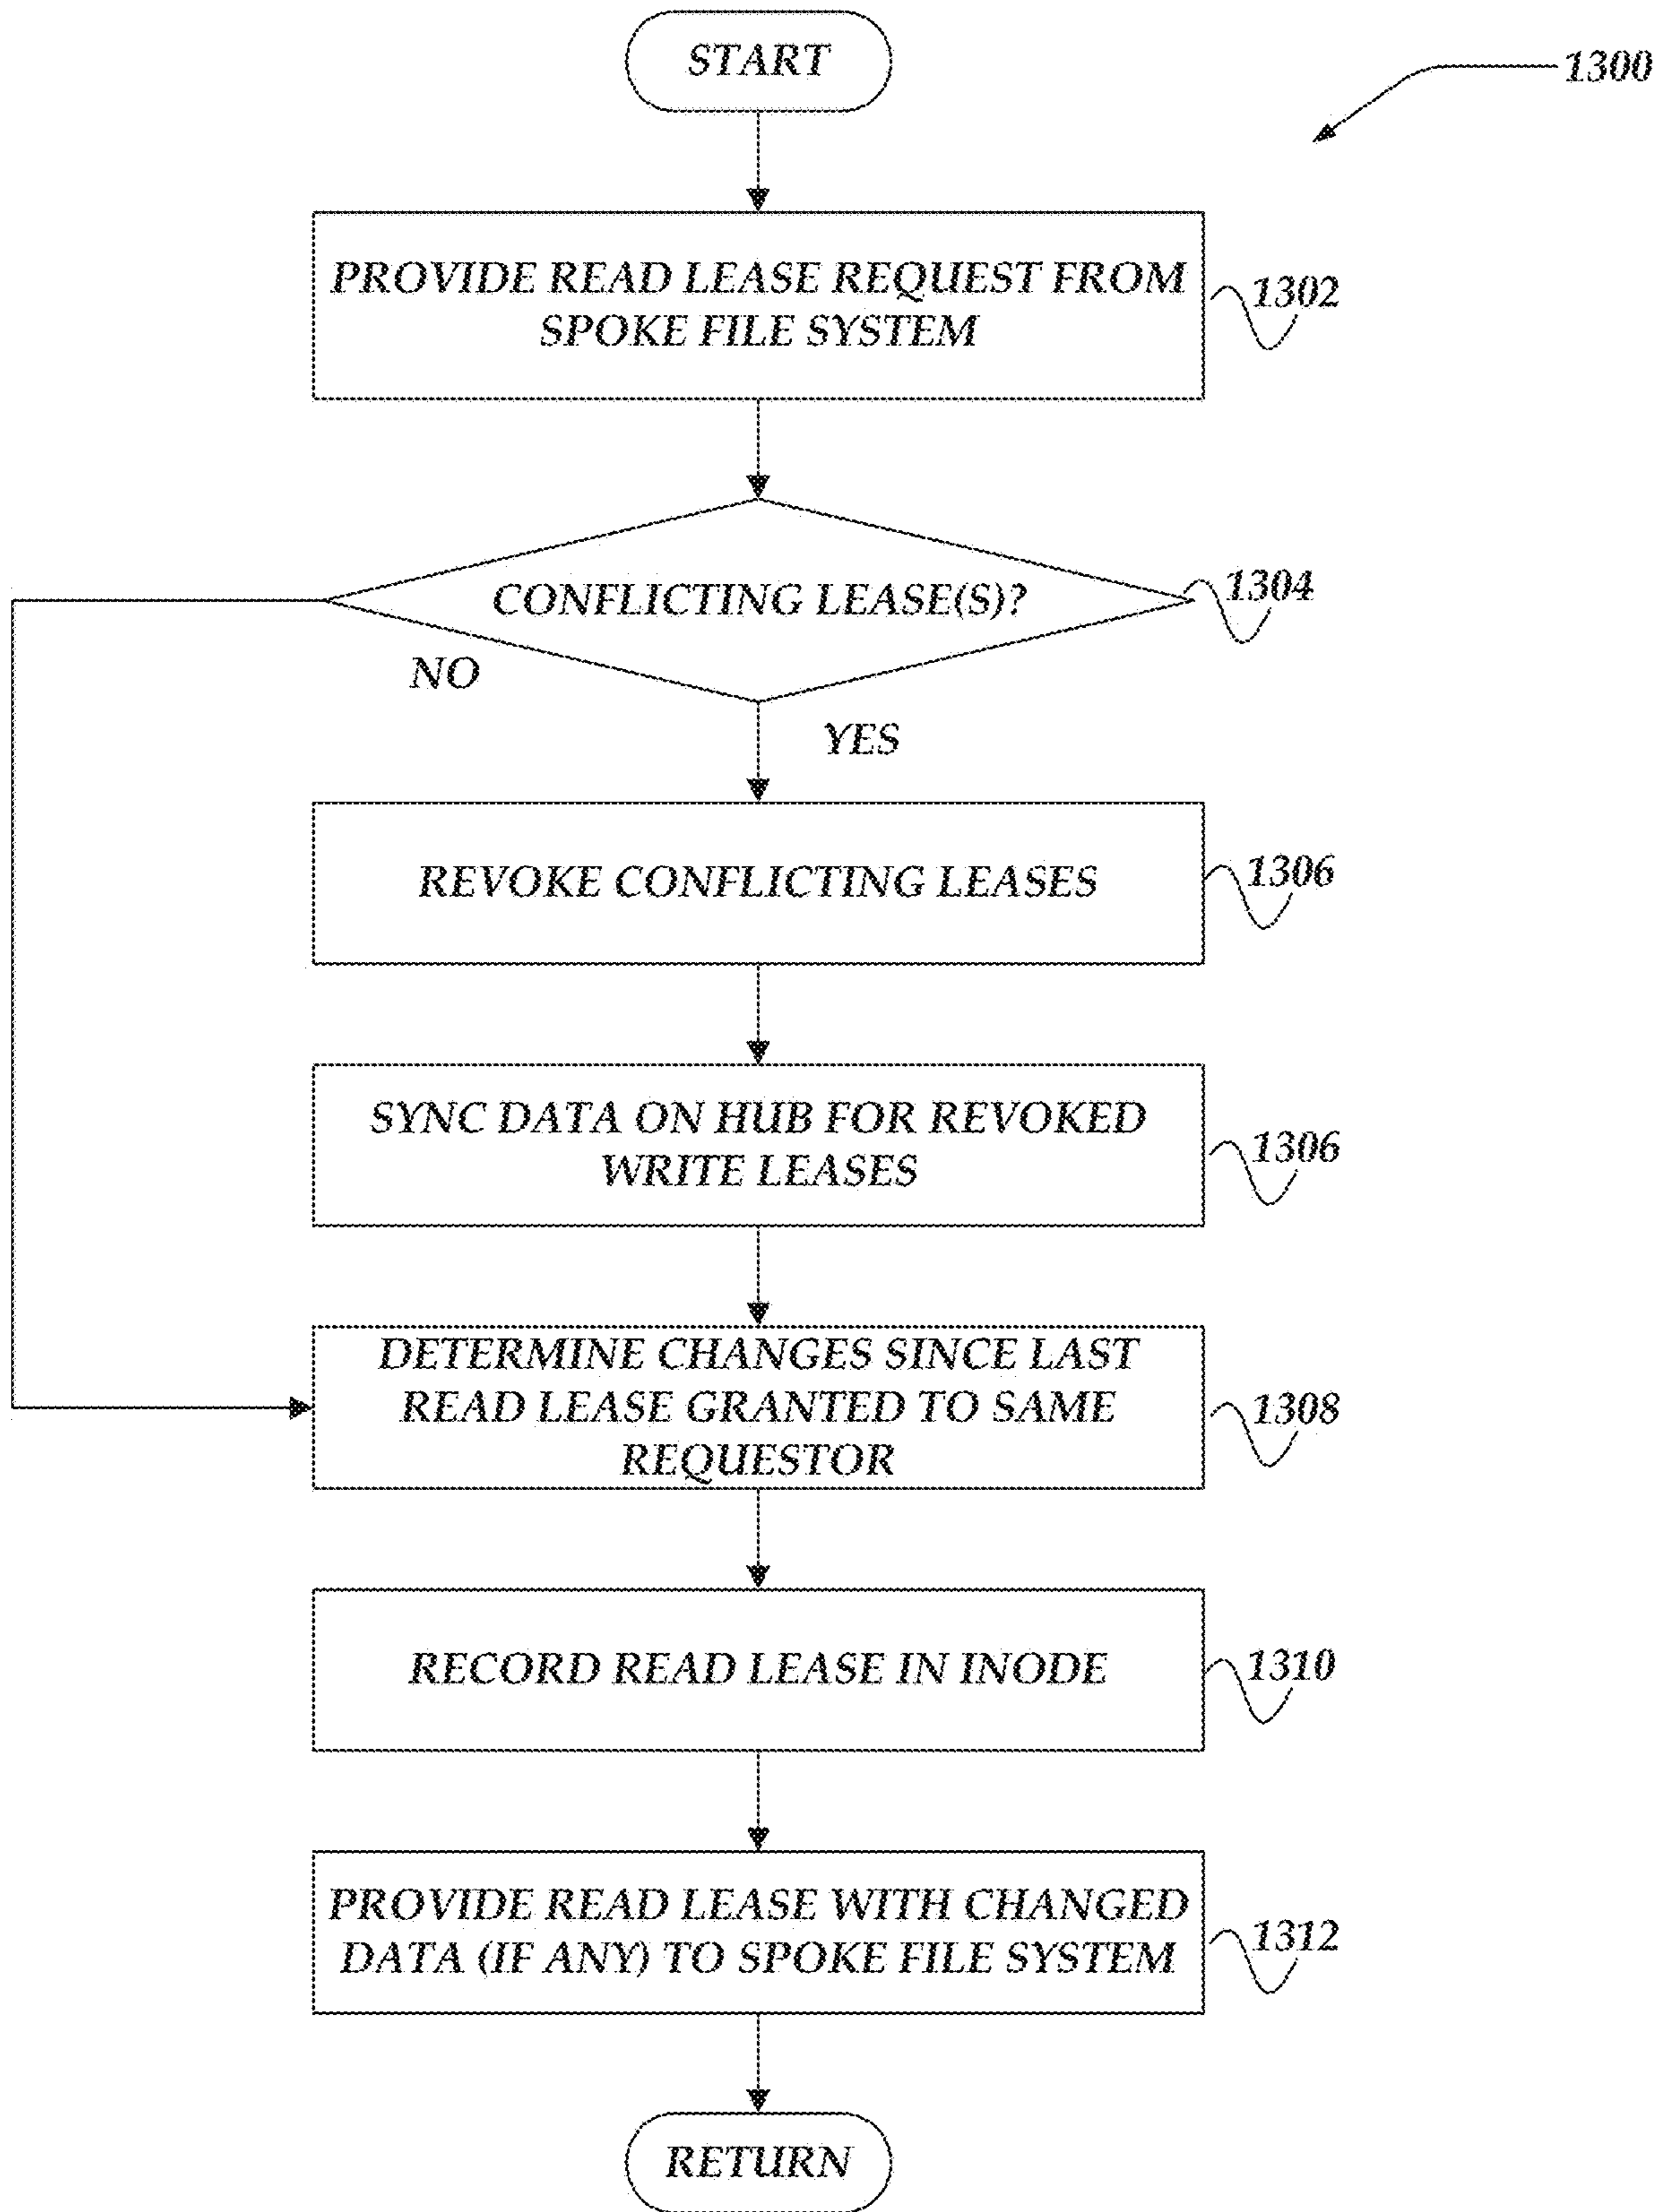 START
1300
PROVIDE READ LEASE REQUEST FROM
SPOKE FILE SYSTEM
1302
CONFLICTING LEASE(S)?
1304
NO
YES
REVOKE CONFLICTING LEASES
1306
SYNC DATA ON HUB FOR REVOKED
WRITE LEASES
1306
DETERMINE CHANGES SINCE LAST
READ LEASE GRANTED TO SAME
REQUESTOR
1308
RECORD READ LEASE IN INODE
1310
PROVIDE READ LEASE WITH CHANGED
DATA (IF ANY) TO SPOKE FILE SYSTEM
1312
RETURN